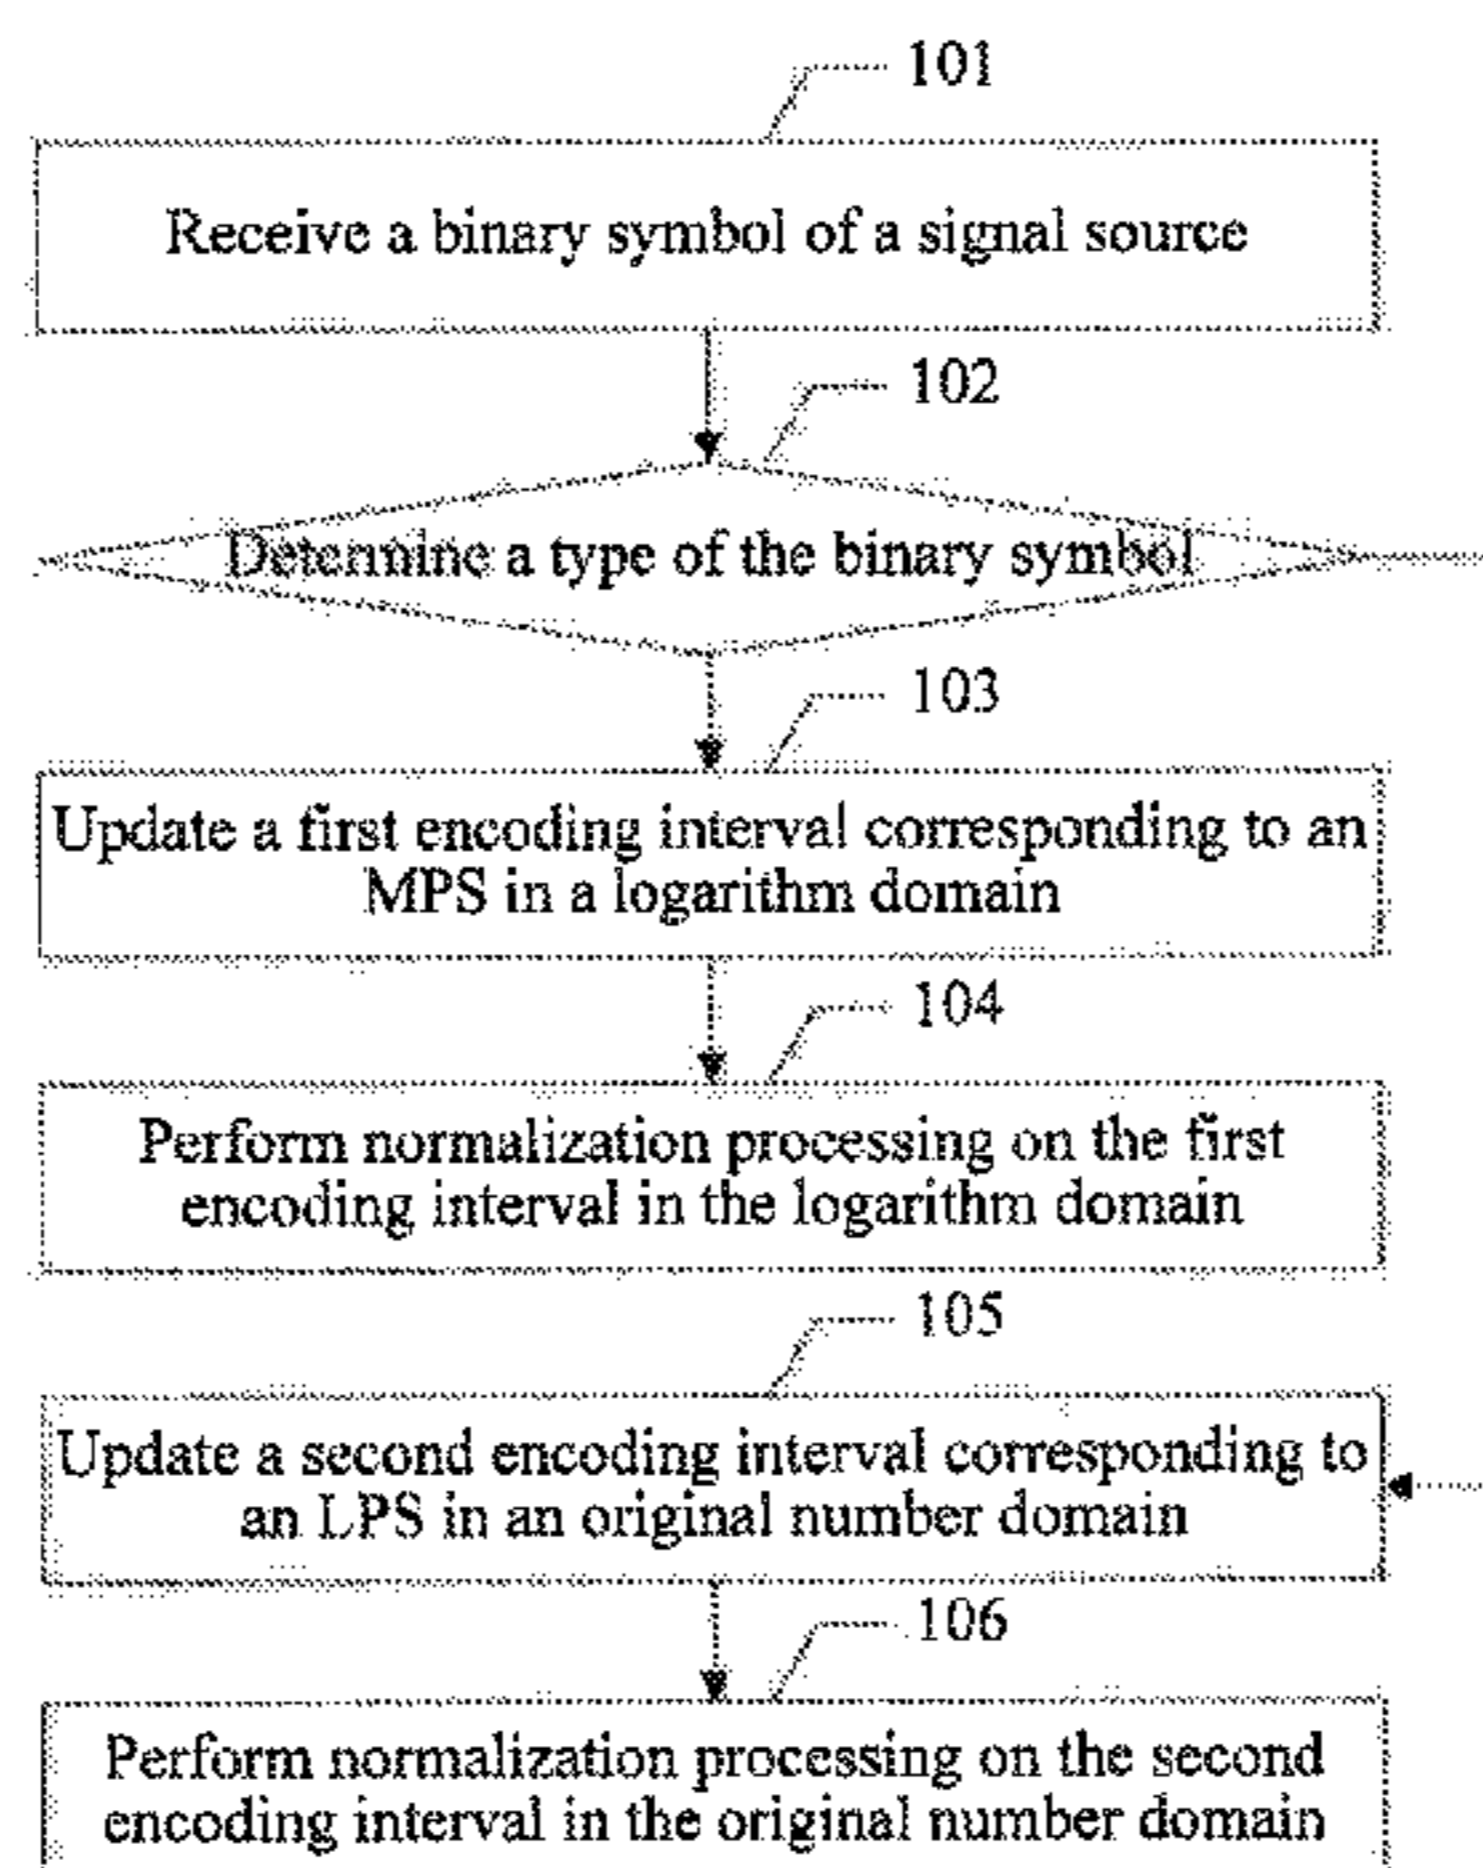 101
Receive a binary symbol of a signal source
102
Determine a type of the binary symbol
103
Update a first encoding interval corresponding to an
MPS in a logarithm domain
104
Perform normalization processing on the first
encoding interval in the logarithm domain
105
Update a second encoding interval corresponding to
an LPS in an original number domain
106
Perform normalization processing on the second
encoding interval in the original number domain